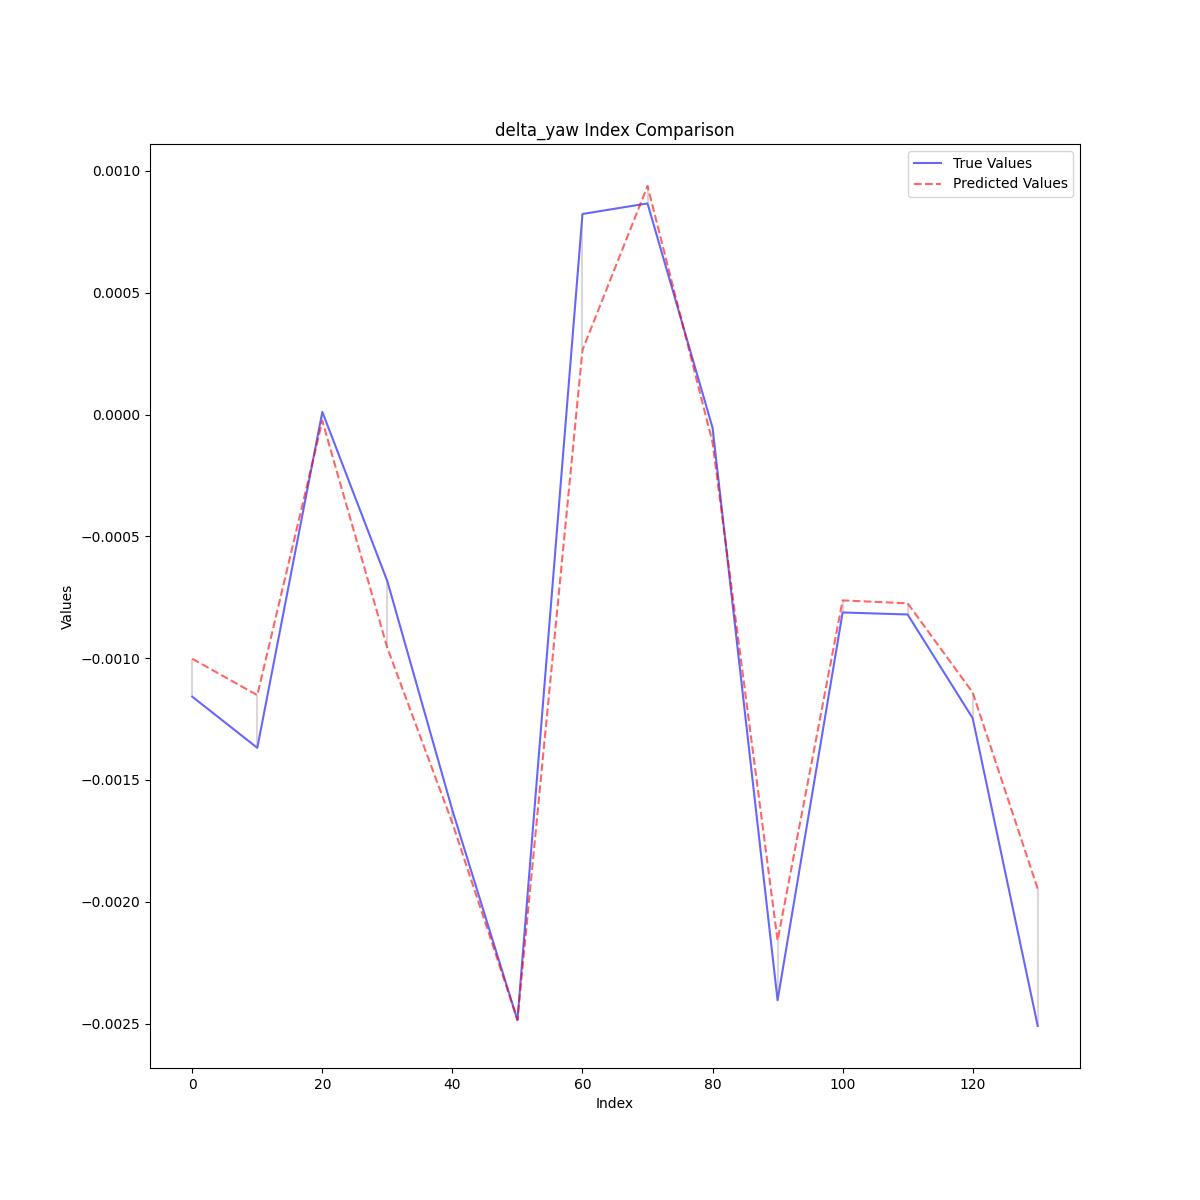 delta_yaw Index Comparison
True Values
Predicted Values
0.0010
0.0005
0.0000
−0.0005
−0.0010
−0.0015
−0.0020
−0.0025
Values
0 20 40 60 80 100 120
Index